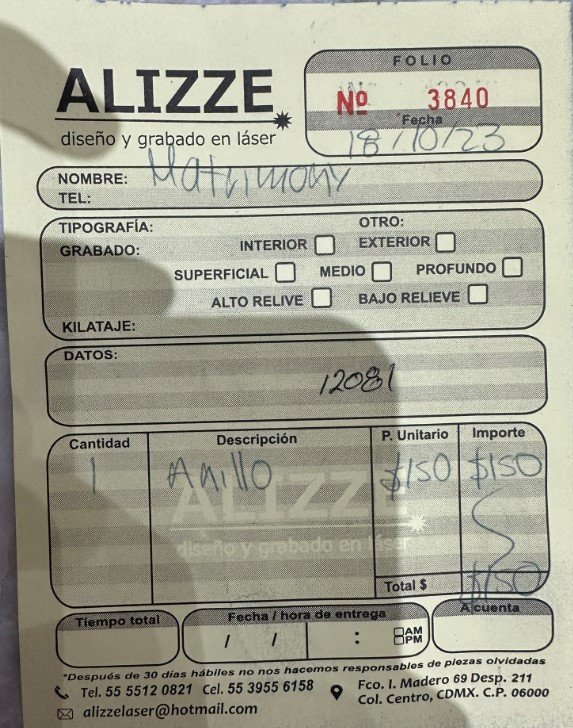 FOLIO
ALIZZE
Nº 3840
diseño y grabado en láser
Fecha
18/10/23
NOMBRE: Matrimony
TEL:
TIPOGRAFÍA: OTRO:
GRABADO: INTERIOR EXTERIOR
SUPERFICIAL MEDIO PROFUNDO
ALTO RELIVE BAJO RELIEVE
KILATAJE:
DATOS:
12081
Cantidad Descripción P. Unitario Importe
1 Anillo $150 $150
ALIZZE
diseño y grabado en láser
Total $ $150
Tiempo total Fecha / hora de entrega A cuenta
/ / : AM PM
*Después de 30 días hábiles no nos hacemos responsables de piezas olvidadas
Tel. 55 5512 0821 Cel. 55 3955 6158 Fco. I. Madero 69 Desp. 211
alizzelaser@hotmail.com Col. Centro, CDMX. C.P. 06000